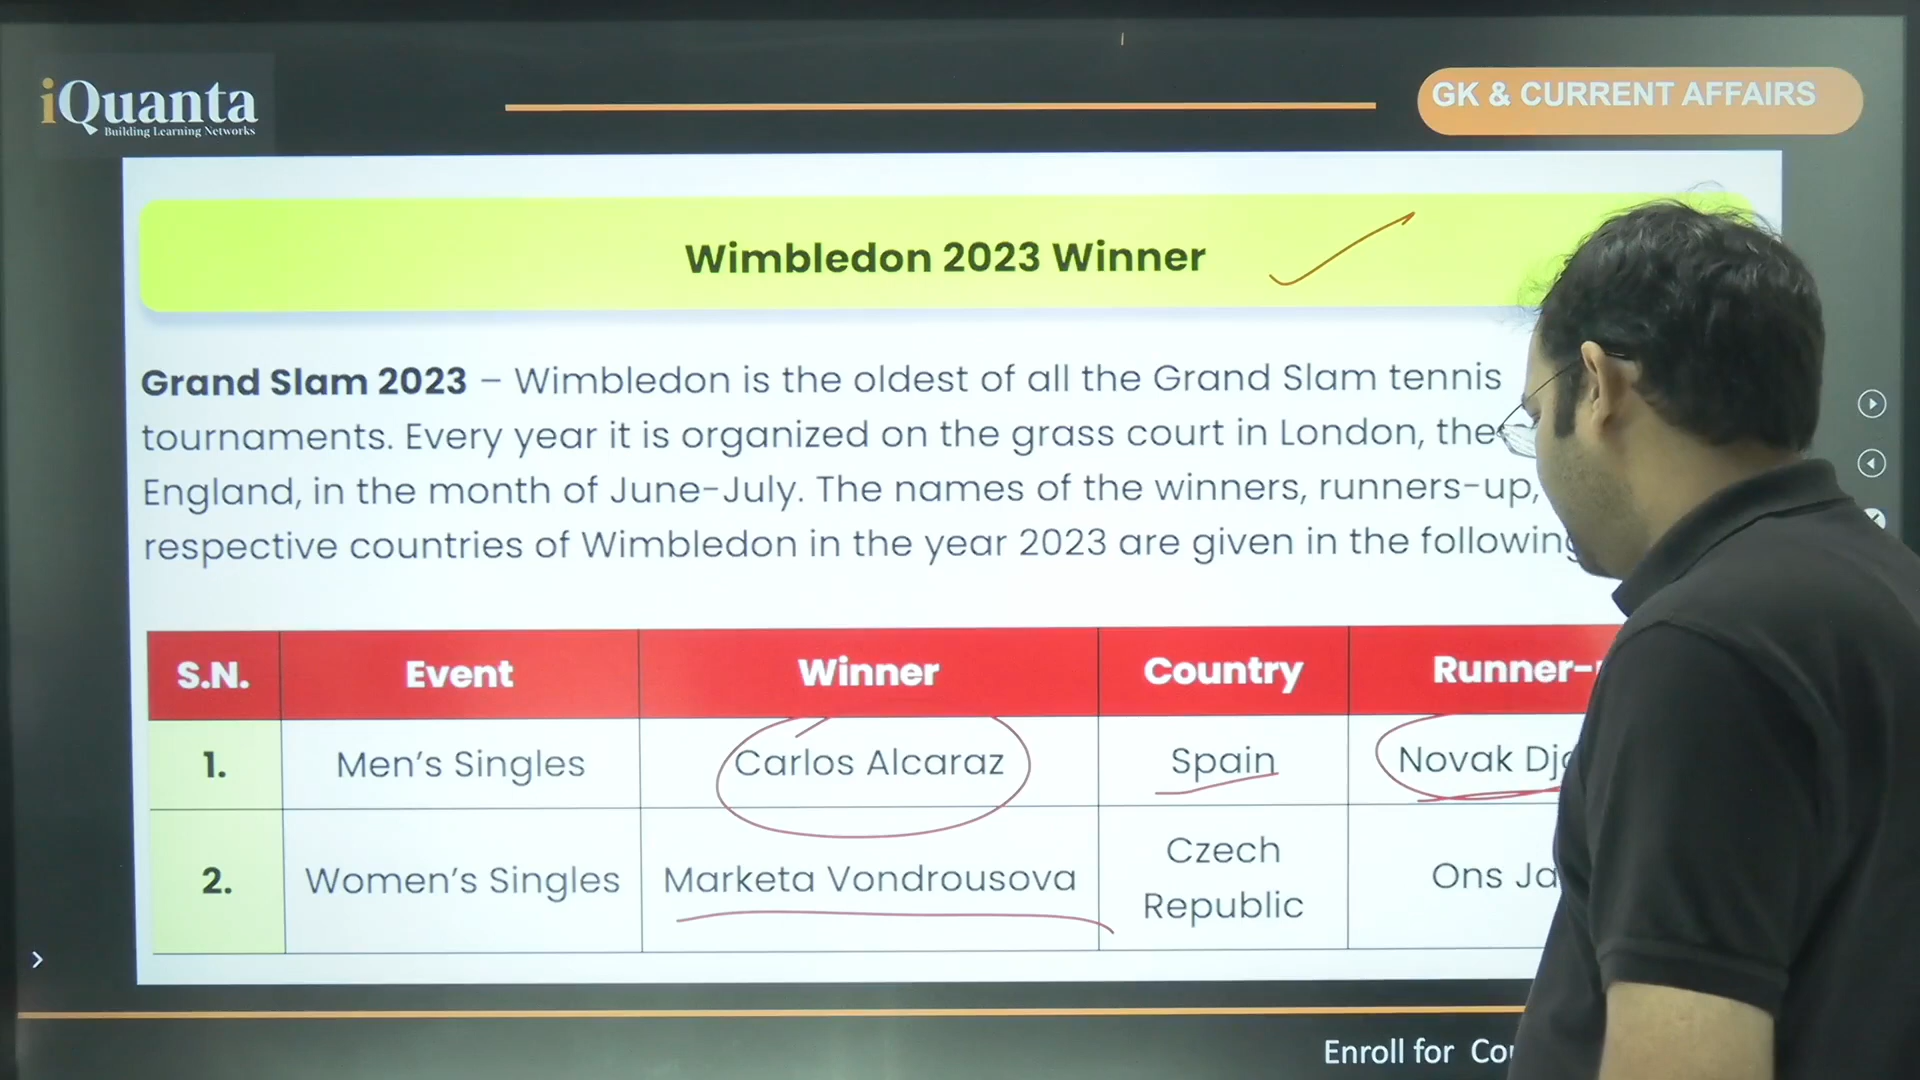 iQuanta
Building Learning Networks
GK & CURRENT AFFAIRS
Wimbledon 2023 Winner
Grand Slam 2023 – Wimbledon is the oldest of all the Grand Slam tennis
tournaments. Every year it is organized on the grass court in London, the
England, in the month of June-July. The names of the winners, runners-up,
respective countries of Wimbledon in the year 2023 are given in the following
S.N. Event Winner Country Runner-
1. Men's Singles Carlos Alcaraz Spain Novak
2. Women's Singles Marketa Vondrousova Czech Republic Ons
Enroll for